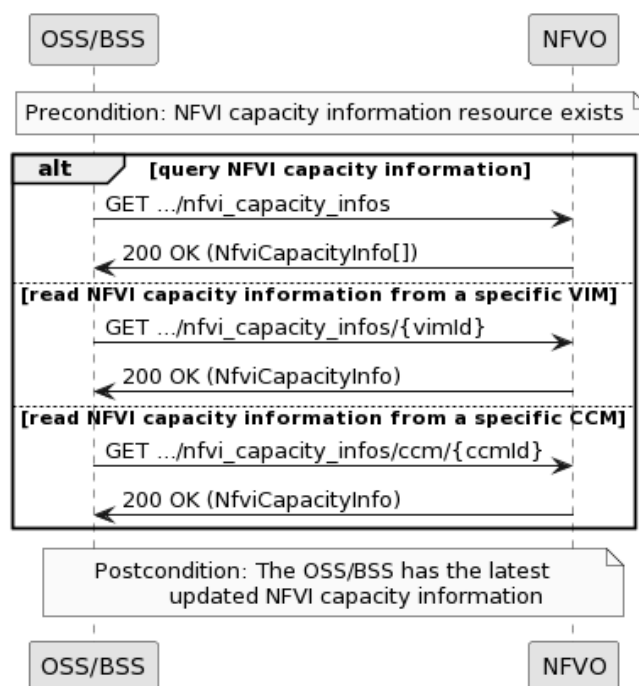 OSS/BSS NFVO
Precondition: NFVI capacity information resource exists
alt [query NFVI capacity information]
GET .../nfvi_capacity_infos
200 OK (NfviCapacityInfo[])
[read NFVI capacity information from a specific VIM]
GET .../nfvi_capacity_infos/{vimId}
200 OK (NfviCapacityInfo)
[read NFVI capacity information from a specific CCM]
GET .../nfvi_capacity_infos/ccm/{ccmId}
200 OK (NfviCapacityInfo)
Postcondition: The OSS/BSS has the latest
updated NFVI capacity information
OSS/BSS NFVO